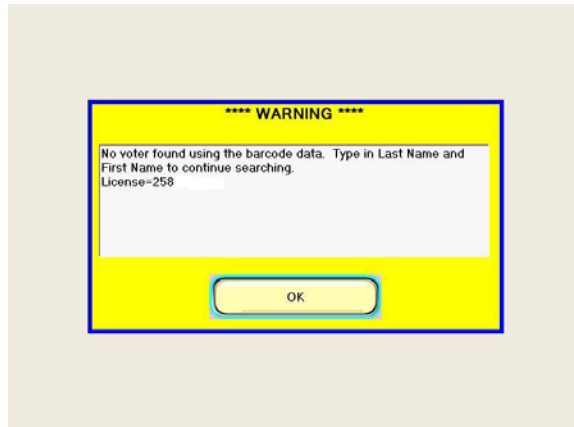 **** WARNING ****
No voter found using the barcode data.  Type in Last Name and
First Name to continue searching.
License=258
OK